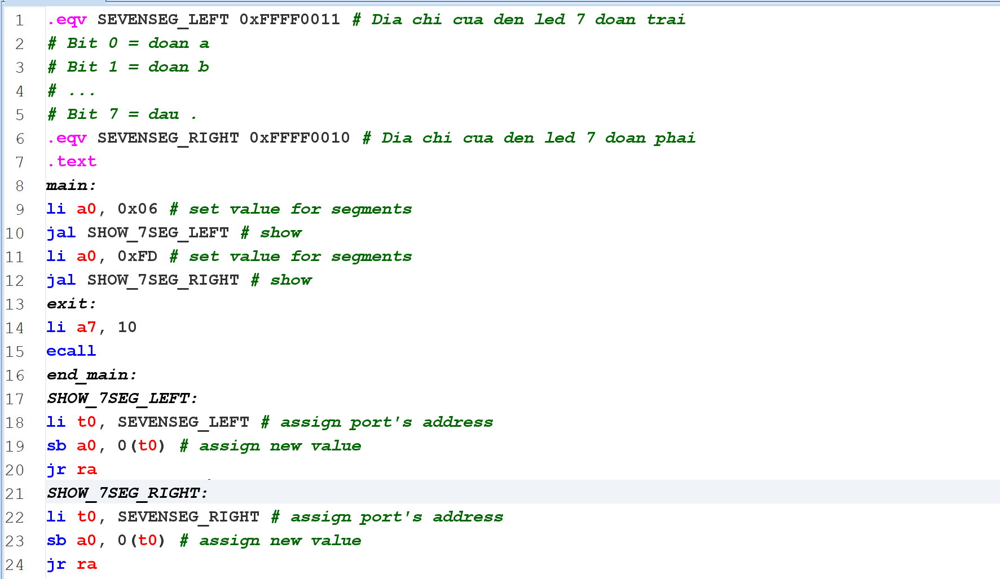 1 .eqv SEVENSEG_LEFT 0xFFFF0011 # Dia chi cua den led 7 doan trai
2 # Bit 0 = doan a
3 # Bit 1 = doan b
4 # ...
5 # Bit 7 = dau .
6 .eqv SEVENSEG_RIGHT 0xFFFF0010 # Dia chi cua den led 7 doan phai
7 .text
8 main:
9 li a0, 0x06 # set value for segments
10 jal SHOW_7SEG_LEFT # show
11 li a0, 0xFD # set value for segments
12 jal SHOW_7SEG_RIGHT # show
13 exit:
14 li a7, 10
15 ecall
16 end_main:
17 SHOW_7SEG_LEFT:
18 li t0, SEVENSEG_LEFT # assign port's address
19 sb a0, 0(t0) # assign new value
20 jr ra
21 SHOW_7SEG_RIGHT:
22 li t0, SEVENSEG_RIGHT # assign port's address
23 sb a0, 0(t0) # assign new value
24 jr ra